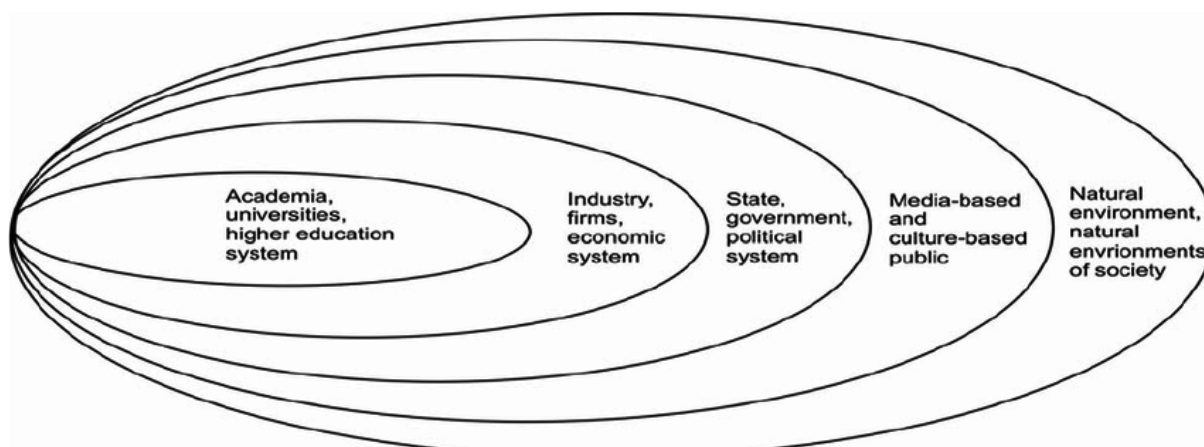 Academia,
universities,
higher education
system
Industry,
firms,
economic
system
State,
government,
political
system
Media-based
and
culture-based
public
Natural
environment,
natural
envrionments
of society